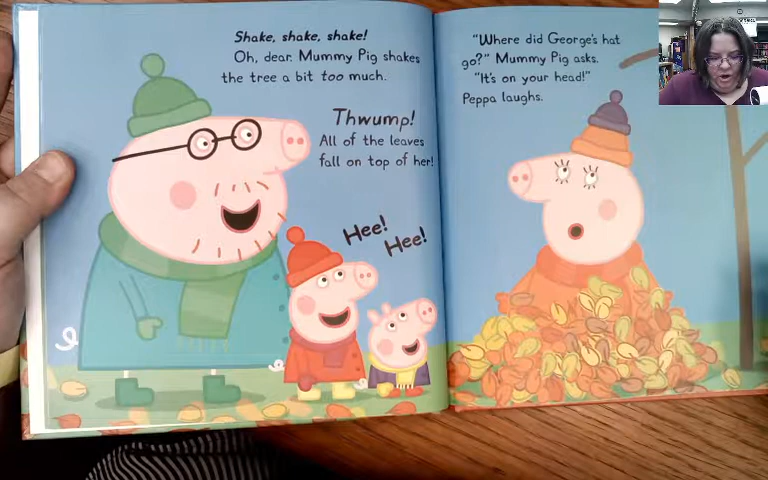 Shake, shake, shake!
Oh, dear. Mummy Pig shakes
the tree a bit too much.
Thwump!
All of the leaves
fall on top of her!
Hee!
Hee!
"Where did George's hat
go?" Mummy Pig asks.
"It's on your head!"
Peppa laughs.